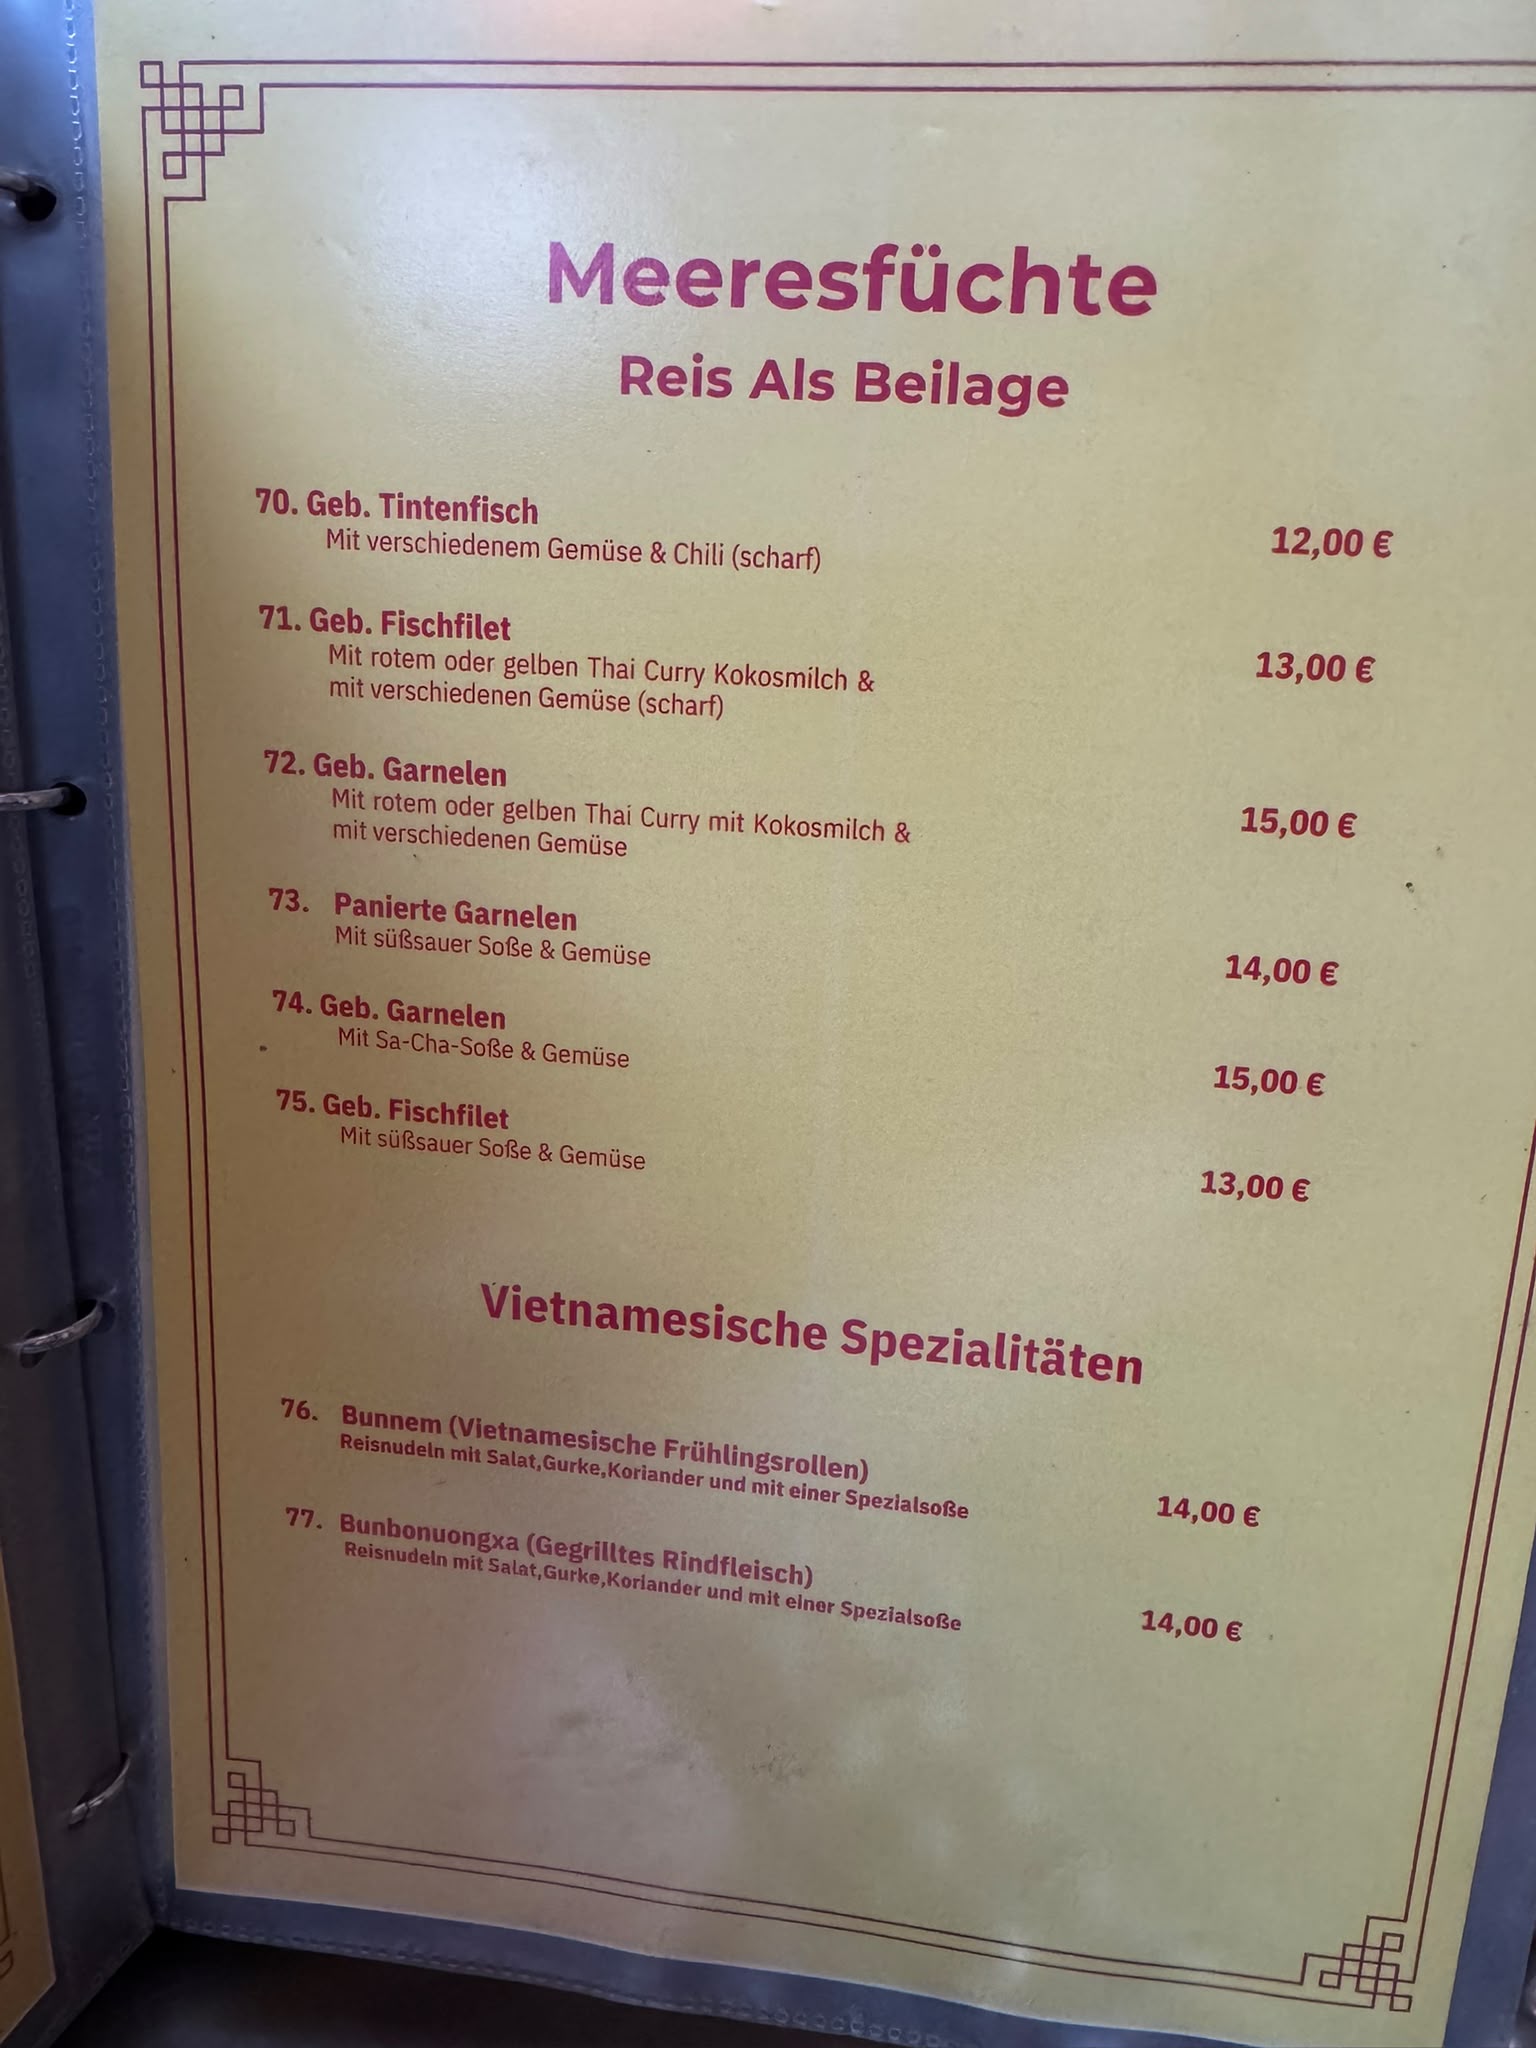 Meeresfüchte
Reis Als Beilage
70. Geb. Tintenfisch
Mit verschiedenem Gemüse & Chili (scharf)
12,00 €
71. Geb. Fischfilet
Mit rotem oder gelben Thai Curry Kokosmilch &
mit verschiedenen Gemüse (scharf)
13,00 €
72. Geb. Garnelen
Mit rotem oder gelben Thai Curry mit Kokosmilch &
mit verschiedenen Gemüse
15,00 €
73. Panierte Garnelen
Mit süßsauer Soße & Gemüse
14,00 €
74. Geb. Garnelen
Mit Sa-Cha-Soße & Gemüse
15,00 €
75. Geb. Fischfilet
Mit süßsauer Soße & Gemüse
13,00 €
Vietnamesische Spezialitäten
76. Bunnem (Vietnamesische Frühlingsrollen)
Reisnudeln mit Salat,Gurke,Koriander und mit einer Spezialsoße
14,00 €
77. Bunbonuongxa (Gegrilltes Rindfleisch)
Reisnudeln mit Salat,Gurke,Koriander und mit einer Spezialsoße
14,00 €